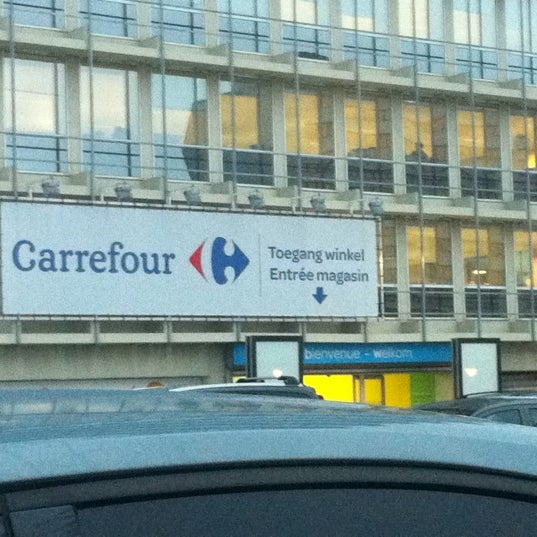 Carrefour
Toegang winkel
Entrée magasin
bienvenue - welkom